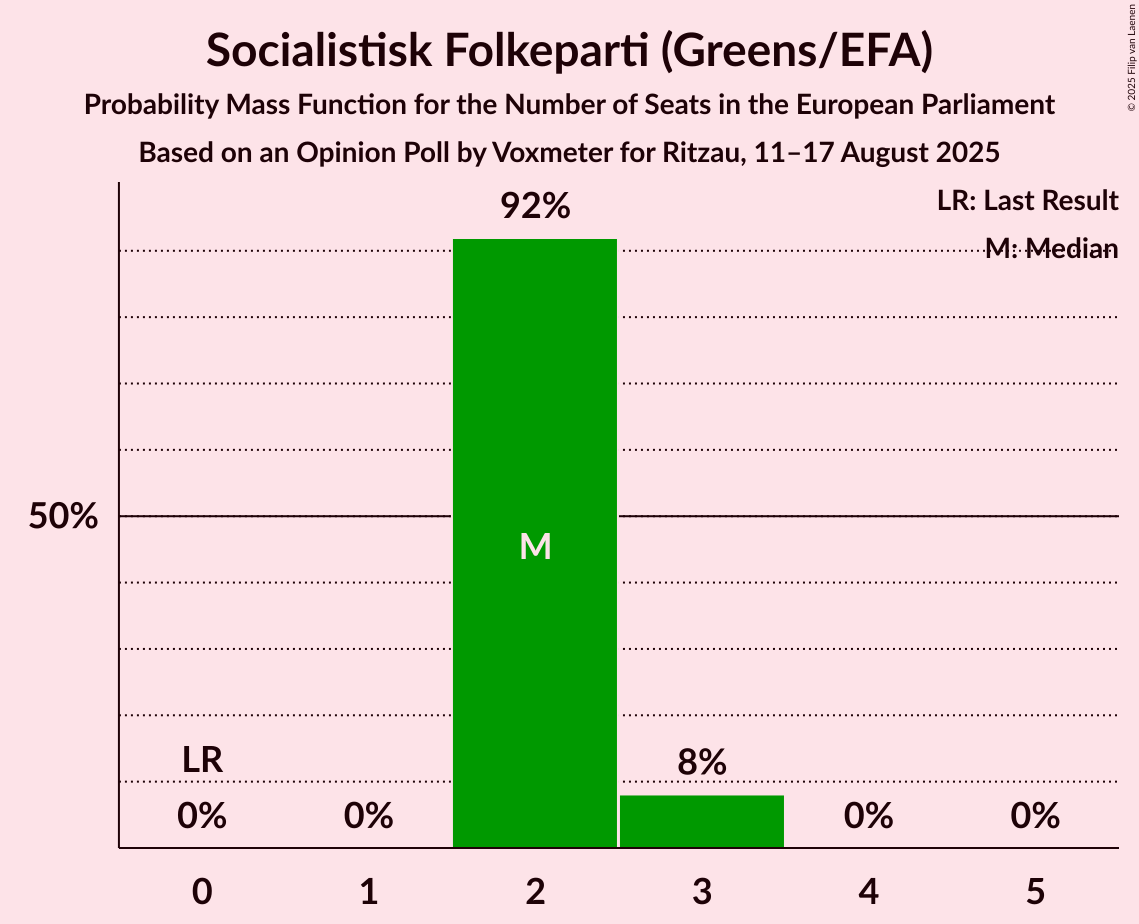 Socialistisk Folkeparti (Greens/EFA)
Probability Mass Function for the Number of Seats in the European Parliament
Based on an Opinion Poll by Voxmeter for Ritzau, 11–17 August 2025
© 2025 Filip van Laenen
LR: Last Result
M: Median
92%
50%
M
LR
8%
0% 0% 0% 0%
0 1 2 3 4 5